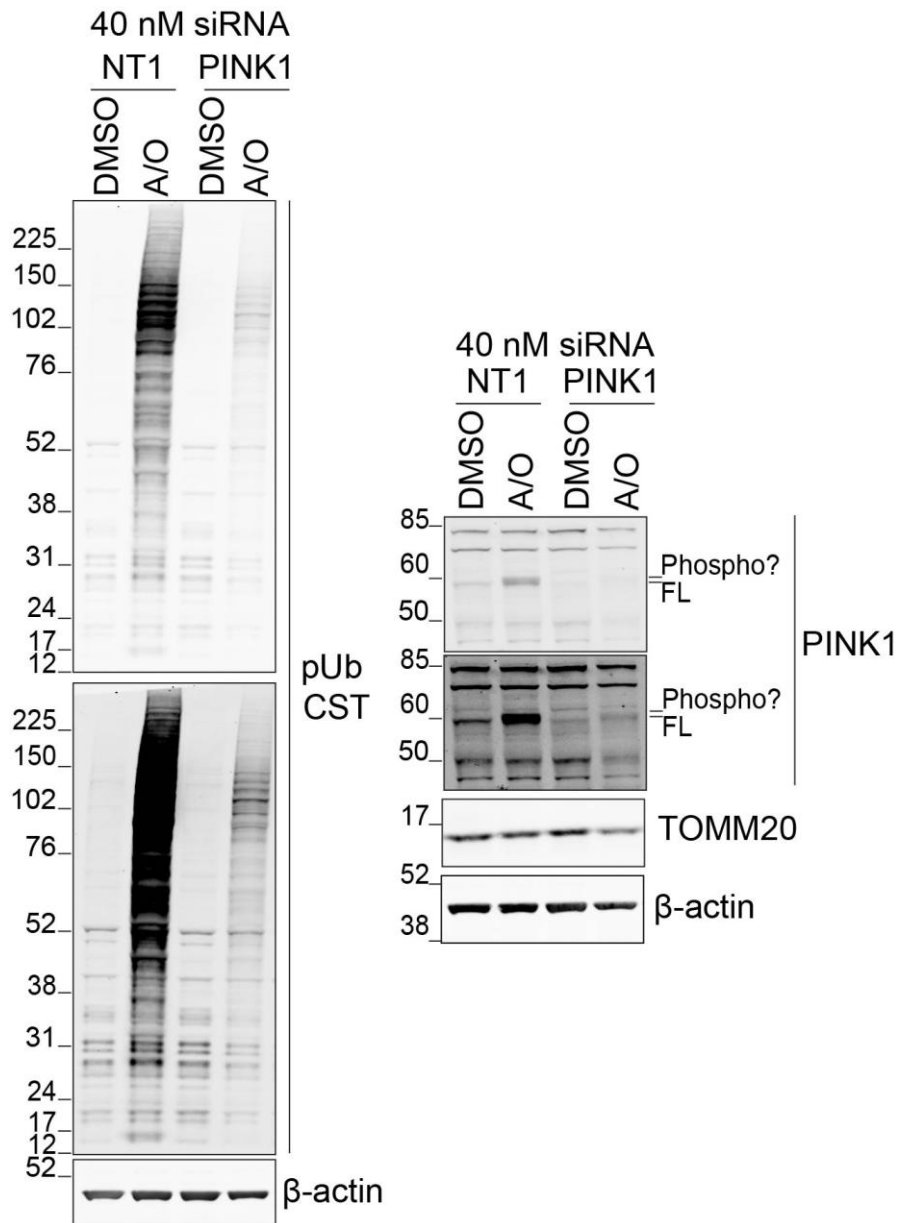 40 nM siRNA
NT1 PINK1
DMSO A/O DMSO A/O
225
150
102
76
52
38
31
24
17
12
pUb
CST
225
150
102
76
52
38
31
24
17
12
52
β-actin
40 nM siRNA
NT1 PINK1
DMSO A/O DMSO A/O
85
60 Phospho?
FL
50
PINK1
85
60 Phospho?
FL
50
17
TOMM20
52
β-actin
38